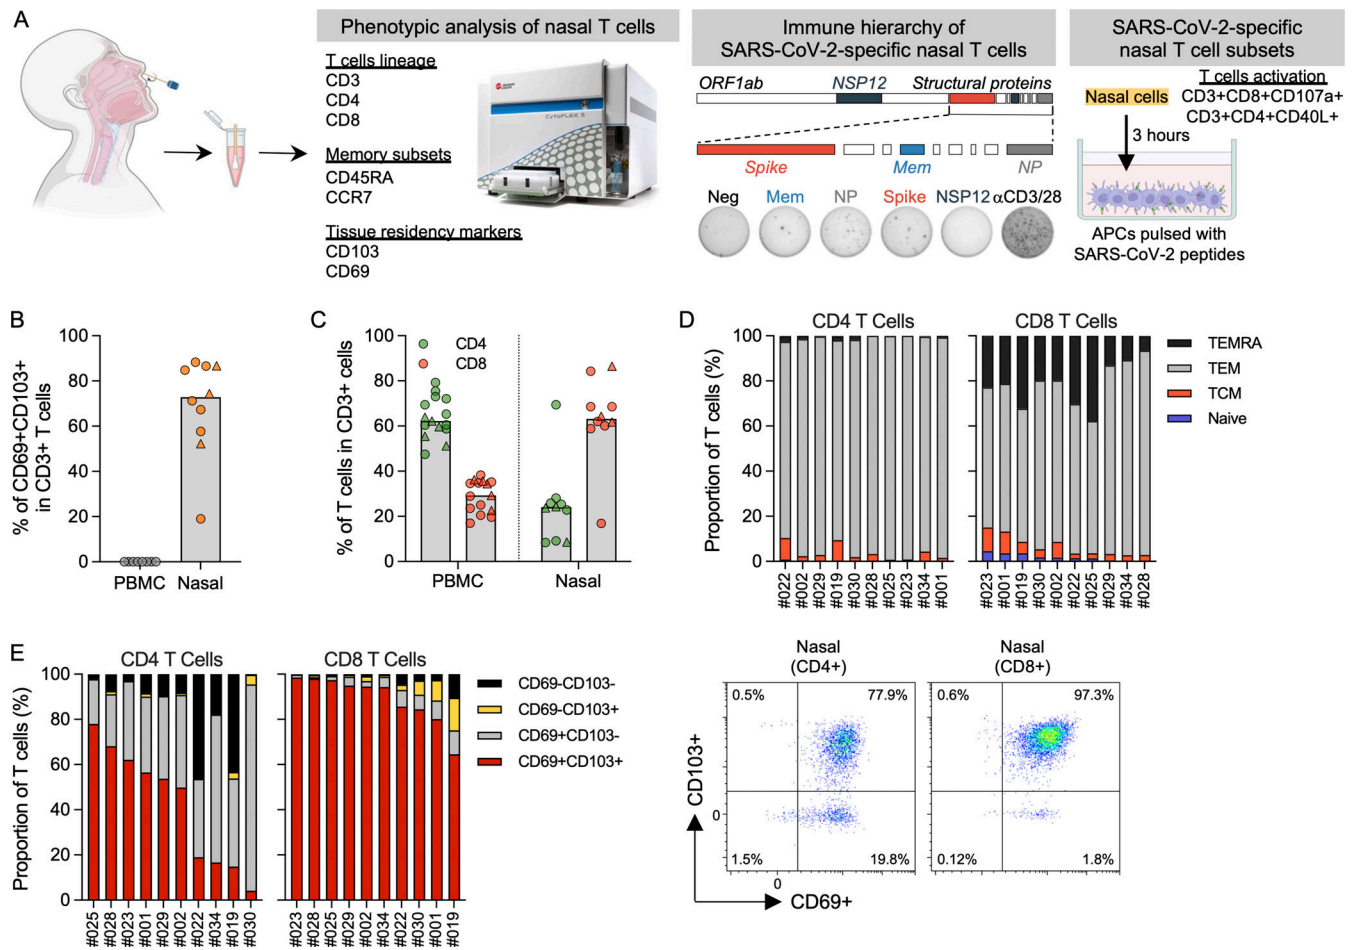 A
Phenotypic analysis of nasal T cells
T cells lineage
CD3
CD4
CD8
Memory subsets
CD45RA
CCR7
Tissue residency markers
CD103
CD69
CytoFLEX S
Immune hierarchy of
SARS-CoV-2-specific nasal T cells
ORF1ab NSP12 Structural proteins
Spike Mem NP
Neg Mem NP Spike NSP12 αCD3/28
SARS-CoV-2-specific
nasal T cell subsets
T cells activation
Nasal cells CD3+CD8+CD107a+
CD3+CD4+CD40L+
3 hours
APCs pulsed with
SARS-CoV-2 peptides
B
% of CD69+CD103+
in CD3+ T cells
100
80
60
40
20
0
PBMC Nasal
C
% of T cells in CD3+ cells
100
80
60
40
20
0
CD4
CD8
PBMC Nasal
D
CD4 T Cells CD8 T Cells
Proportion of T cells (%)
100
80
60
40
20
0
#022 #002 #029 #019 #030 #028 #025 #023 #034 #001
#023 #001 #019 #030 #002 #022 #025 #029 #034 #028
TEMRA
TEM
TCM
Naive
E
CD4 T Cells CD8 T Cells
Proportion of T cells (%)
100
80
60
40
20
0
#025 #028 #023 #001 #029 #002 #022 #034 #019 #030
#023 #028 #025 #029 #002 #034 #022 #030 #001 #019
CD69-CD103-
CD69-CD103+
CD69+CD103-
CD69+CD103+
Nasal
(CD4+)
0.5% 77.9%
1.5% 19.8%
Nasal
(CD8+)
0.6% 97.3%
0.12% 1.8%
CD103+
0
0
CD69+